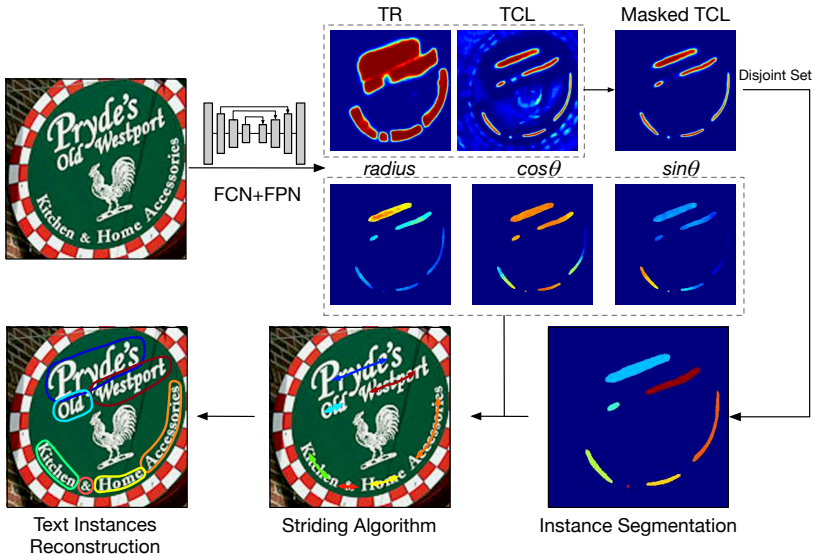 TR TCL Masked TCL
Disjoint Set
Pryde's
Old Westport
Kitchen & Home Accessories
FCN+FPN
radius cosθ sinθ
Pryde's
Old Westport
Kitchen & Home Accessories
Pryde's
Old Westport
Kitchen & Home Accessories
Text Instances
Reconstruction
Striding Algorithm
Instance Segmentation